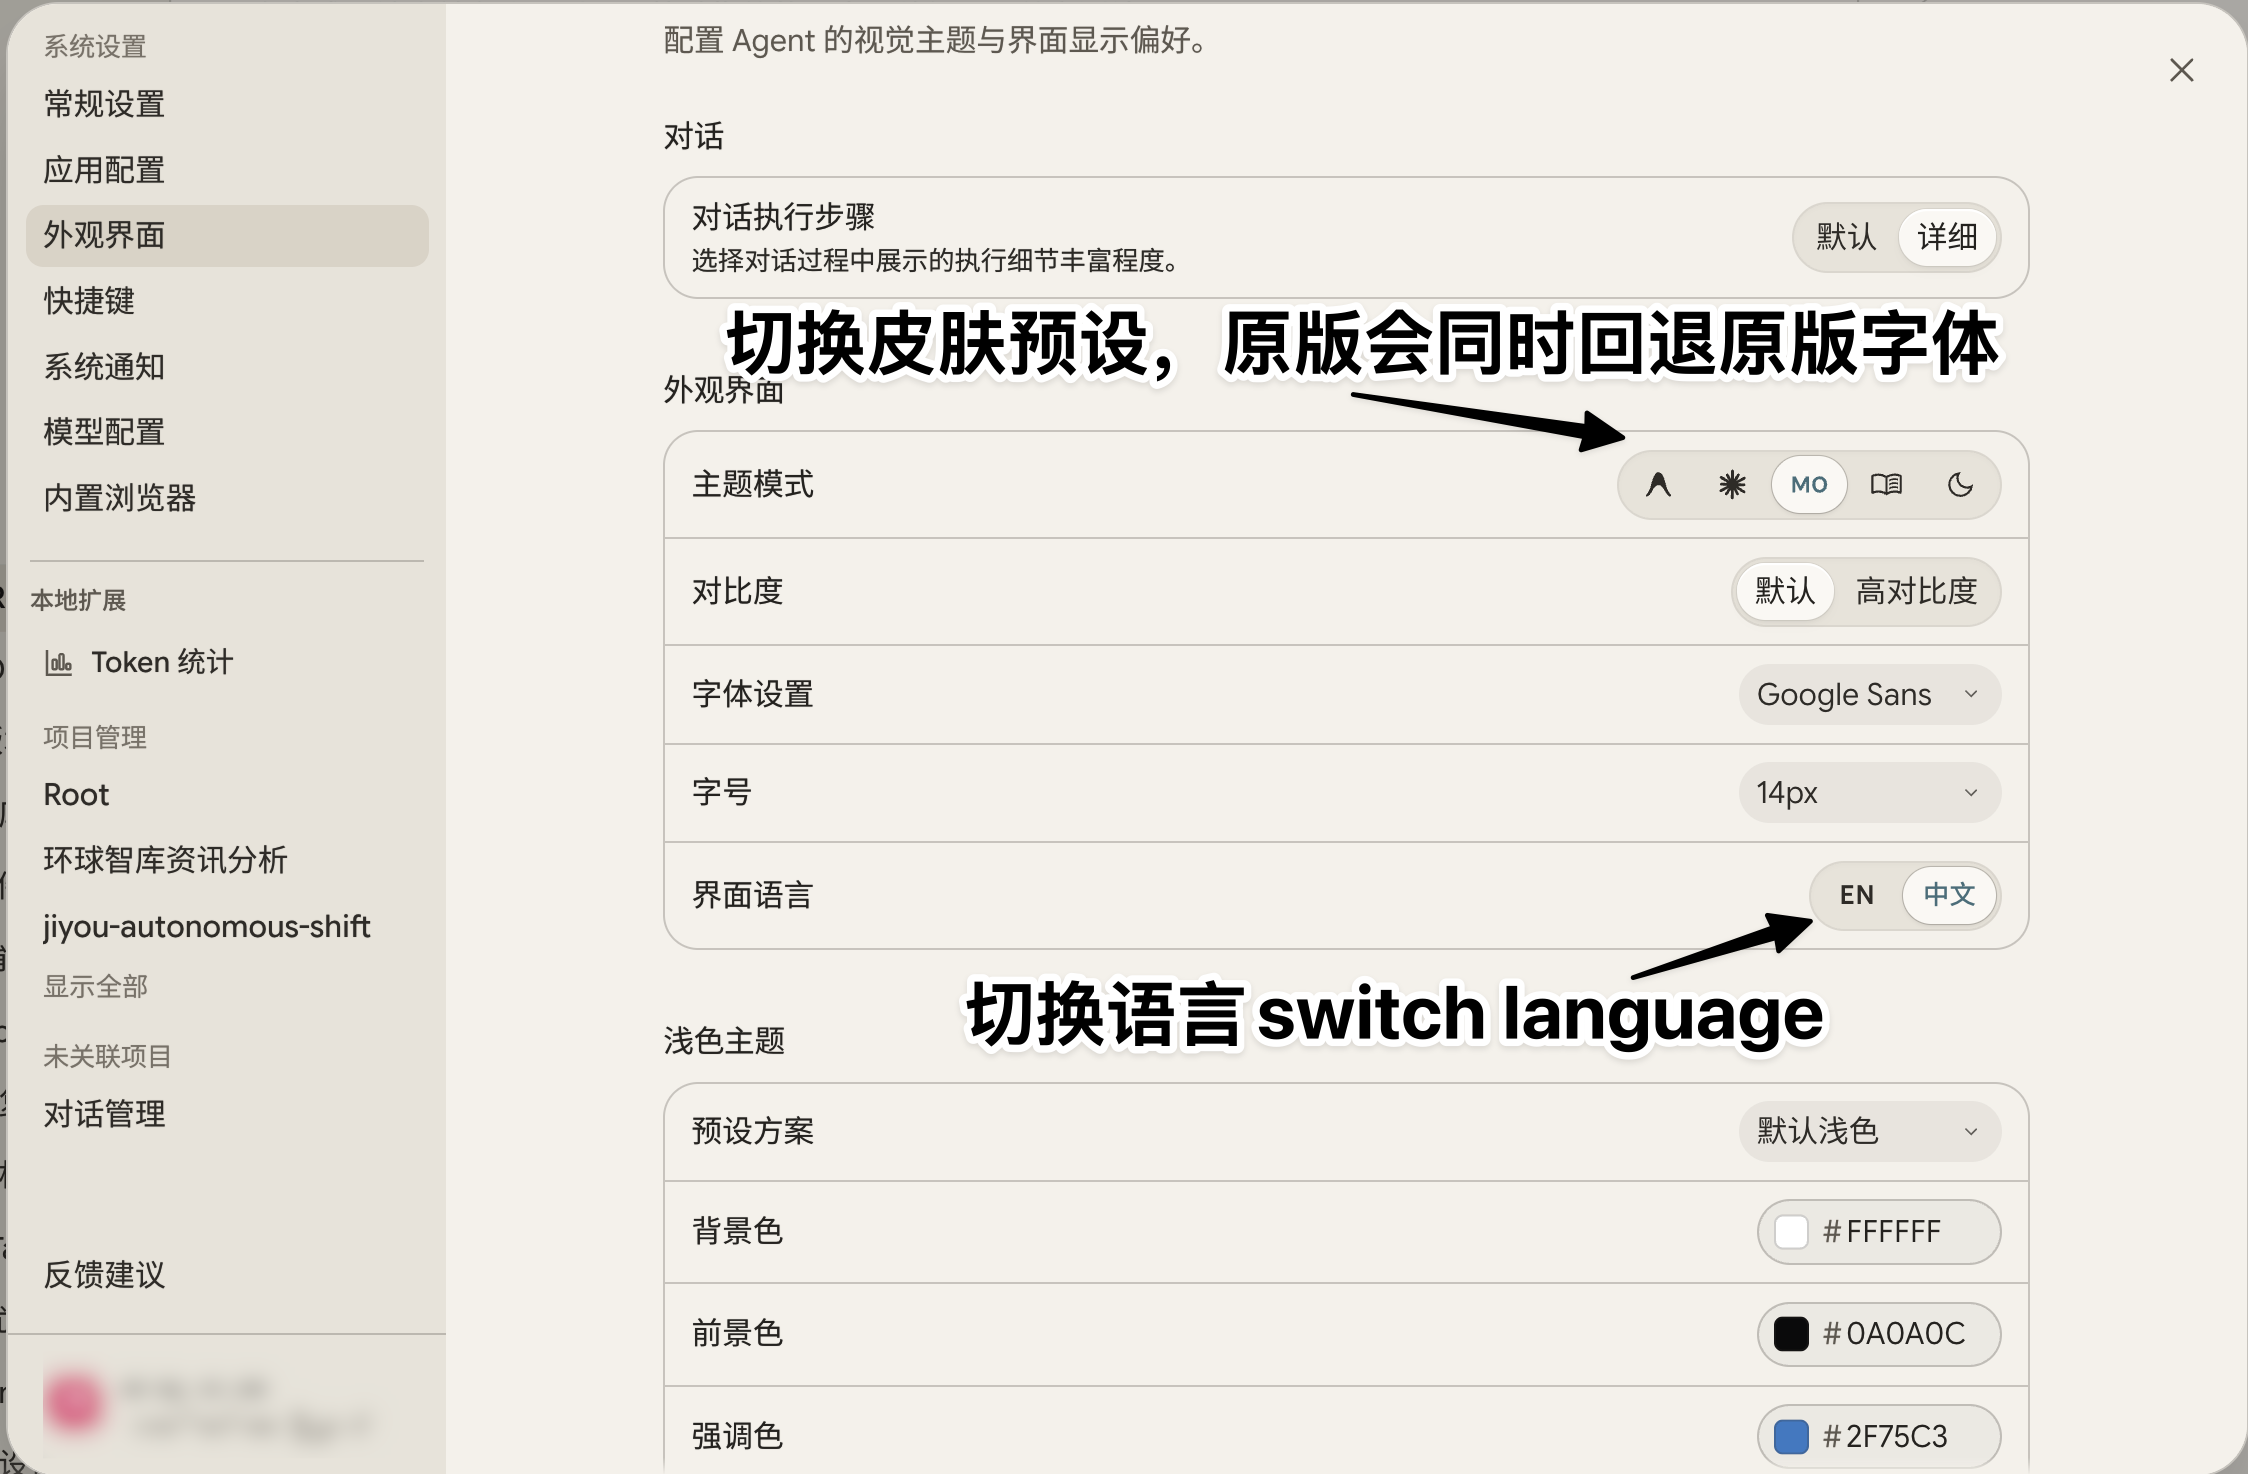 系统设置
常规设置
应用配置
外观界面
快捷键
系统通知
模型配置
内置浏览器
本地扩展
Token 统计
项目管理
Root
环球智库资讯分析
jiyou-autonomous-shift
显示全部
未关联项目
对话管理
反馈建议
配置 Agent 的视觉主题与界面显示偏好。
对话
对话执行步骤
默认 详细
选择对话过程中展示的执行细节丰富程度。
切换皮肤预设，原版会同时回退原版字体
外观界面
主题模式
MO
对比度
默认 高对比度
字体设置
Google Sans
字号
14px
界面语言
EN 中文
切换语言switch language
浅色主题
预设方案
默认浅色
背景色
#FFFFFF
前景色
#0A0A0C
强调色
#2F75C3